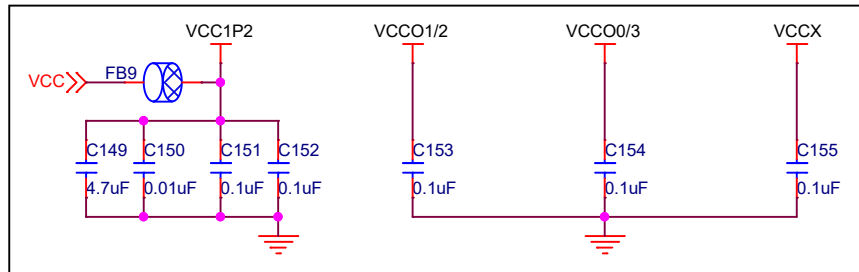 VCC1P2 VCCO1/2 VCCO0/3 VCCX
VCC FB9
C149 C150 C151 C152 C153 C154 C155
4.7uF 0.01uF 0.1uF 0.1uF 0.1uF 0.1uF 0.1uF